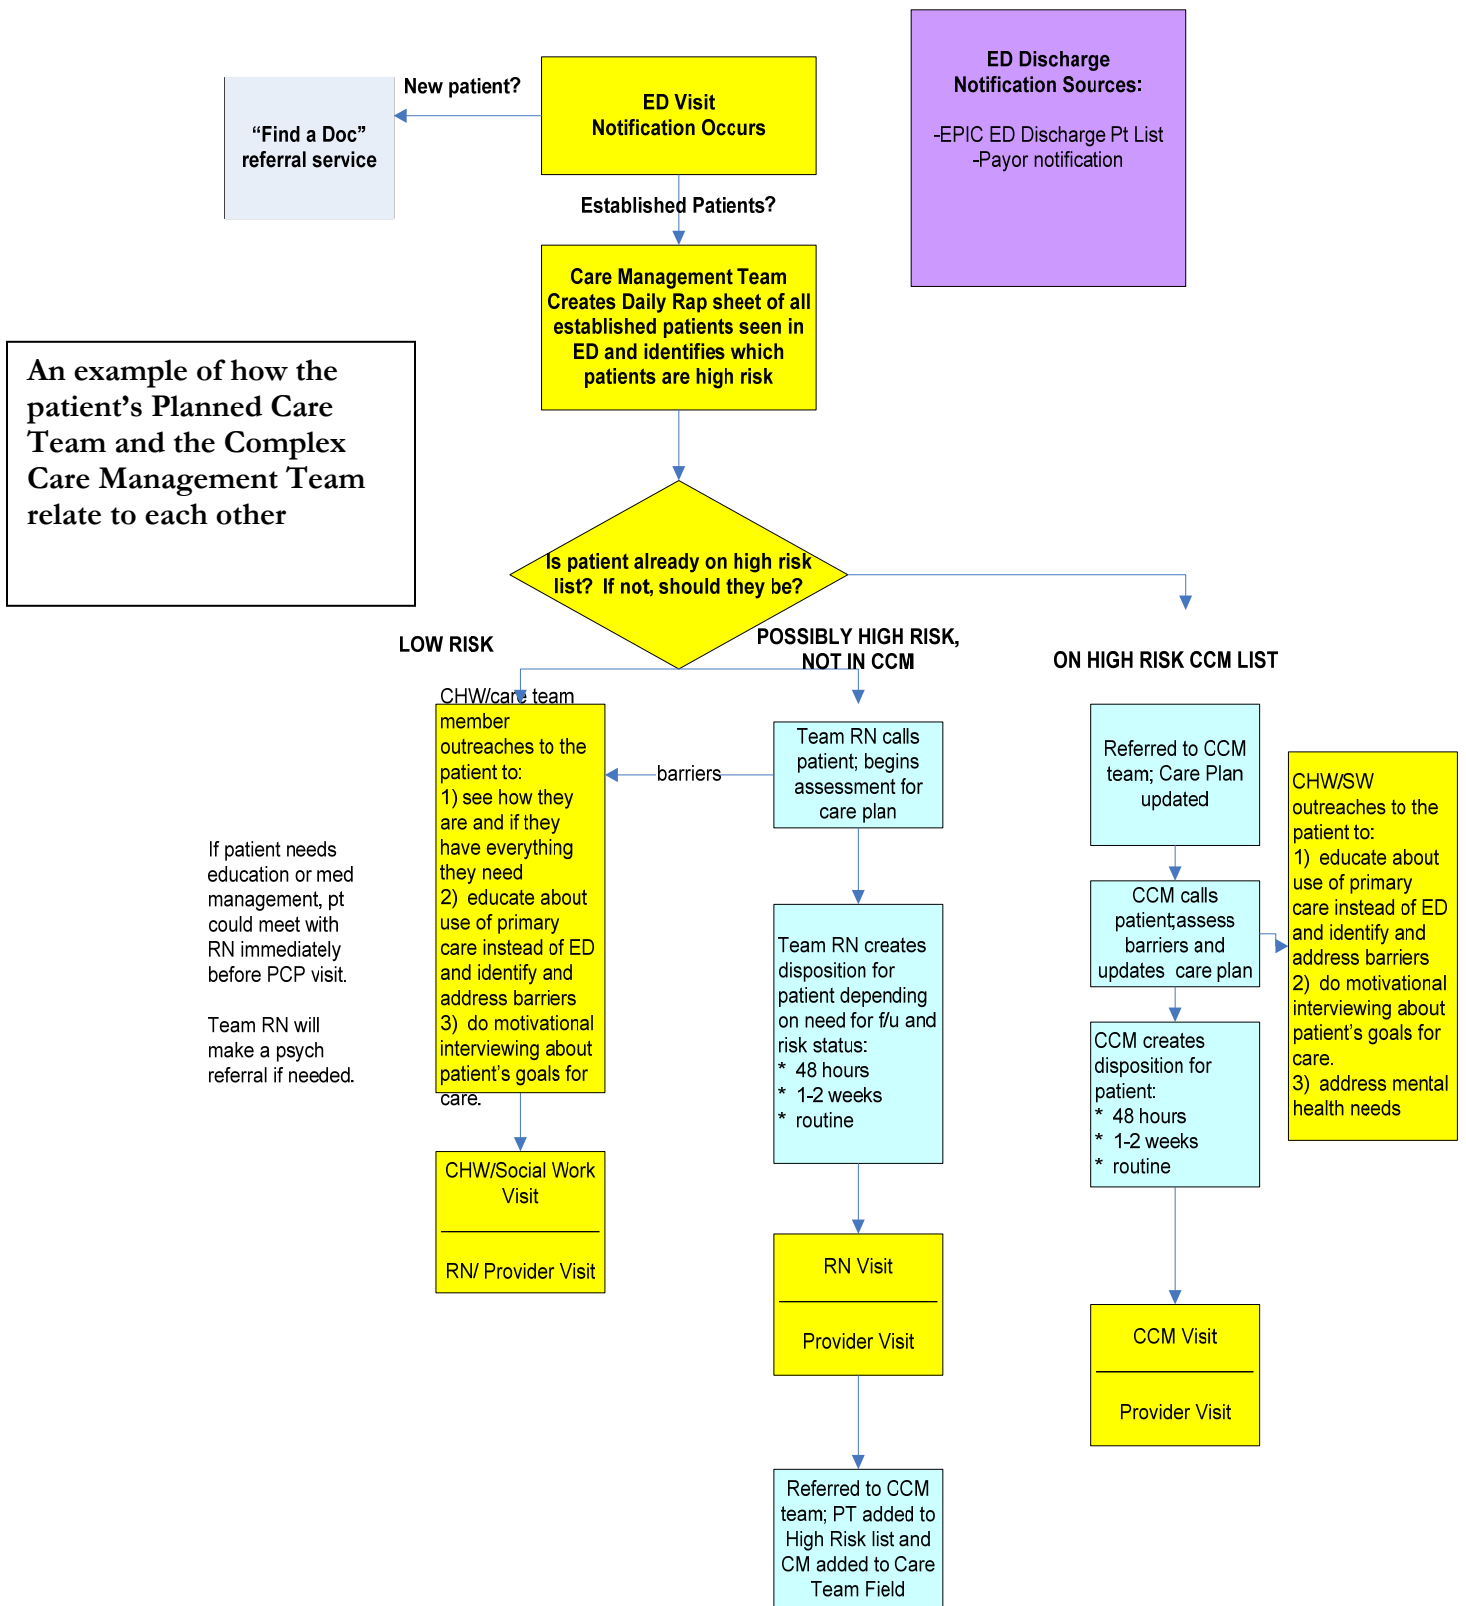 New patient?
"Find a Doc"
referral service
ED Visit
Notification Occurs
ED Discharge
Notification Sources:
-EPIC ED Discharge Pt List
-Payor notification
Established Patients?
Care Management Team
Creates Daily Rap sheet of all
established patients seen in
ED and identifies which
patients are high risk
An example of how the
patient's Planned Care
Team and the Complex
Care Management Team
relate to each other
Is patient already on high risk
list? If not, should they be?
LOW RISK
POSSIBLY HIGH RISK,
NOT IN CCM
ON HIGH RISK CCM LIST
CHW/care team
member
outreaches to the
patient to:
1) see how they
are and if they
have everything
they need
2) educate about
use of primary
care instead of ED
and identify and
address barriers
3) do motivational
interviewing about
patient's goals for
care.
barriers
Team RN calls
patient; begins
assessment for
care plan
Referred to CCM
team; Care Plan
updated
CHW/SW
outreaches to the
patient to:
1) educate about
use of primary
care instead of ED
and identify and
address barriers
2) do motivational
interviewing about
patient's goals for
care.
3) address mental
health needs
If patient needs
education or med
management, pt
could meet with
RN immediately
before PCP visit.
Team RN will
make a psych
referral if needed.
CCM calls
patient;assess
barriers and
updates care plan
Team RN creates
disposition for
patient depending
on need for f/u and
risk status:
* 48 hours
* 1-2 weeks
* routine
CCM creates
disposition for
patient:
* 48 hours
* 1-2 weeks
* routine
CHW/Social Work
Visit
RN/ Provider Visit
RN Visit
Provider Visit
CCM Visit
Provider Visit
Referred to CCM
team; PT added to
High Risk list and
CM added to Care
Team Field